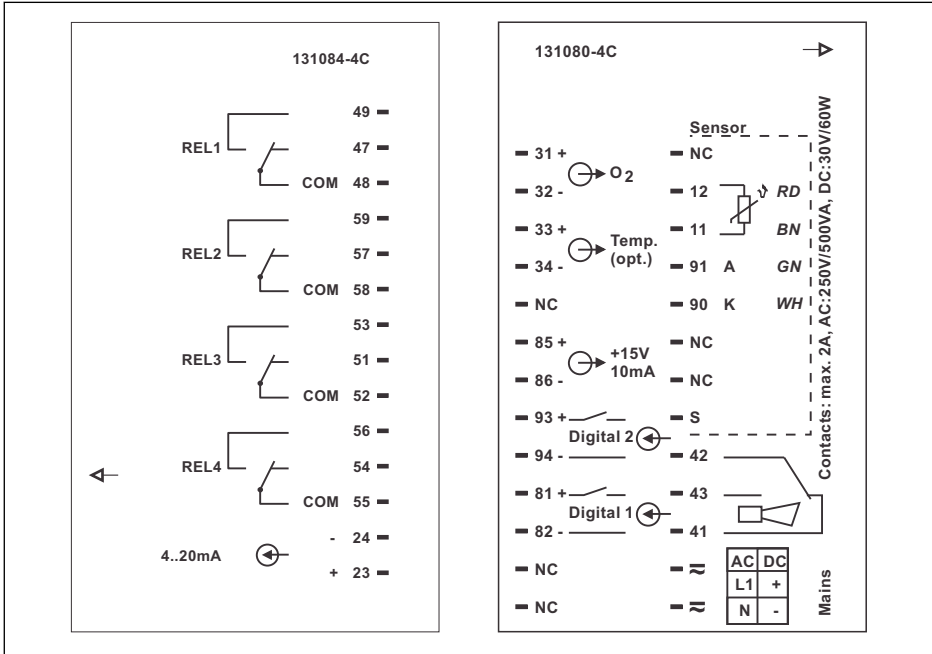 131084-4C
49
REL1 47
COM 48
59
REL2 57
COM 58
53
REL3 51
COM 52
56
REL4 54
COM 55
- 24
4..20mA
+ 23
131080-4C
Sensor
31 +
O2
32 -
33 +
Temp.
(opt.)
34 -
NC
85 +
+15V
10mA
86 -
93 +
Digital 2
94 -
81 +
Digital 1
82 -
NC
NC
NC
12 RD
11 BN
91 A GN
90 K WH
NC
NC
S
42
43
41
AC DC
L1 +
N -
Contacts: max. 2A, AC:250V/500VA, DC:30V/60W
Mains